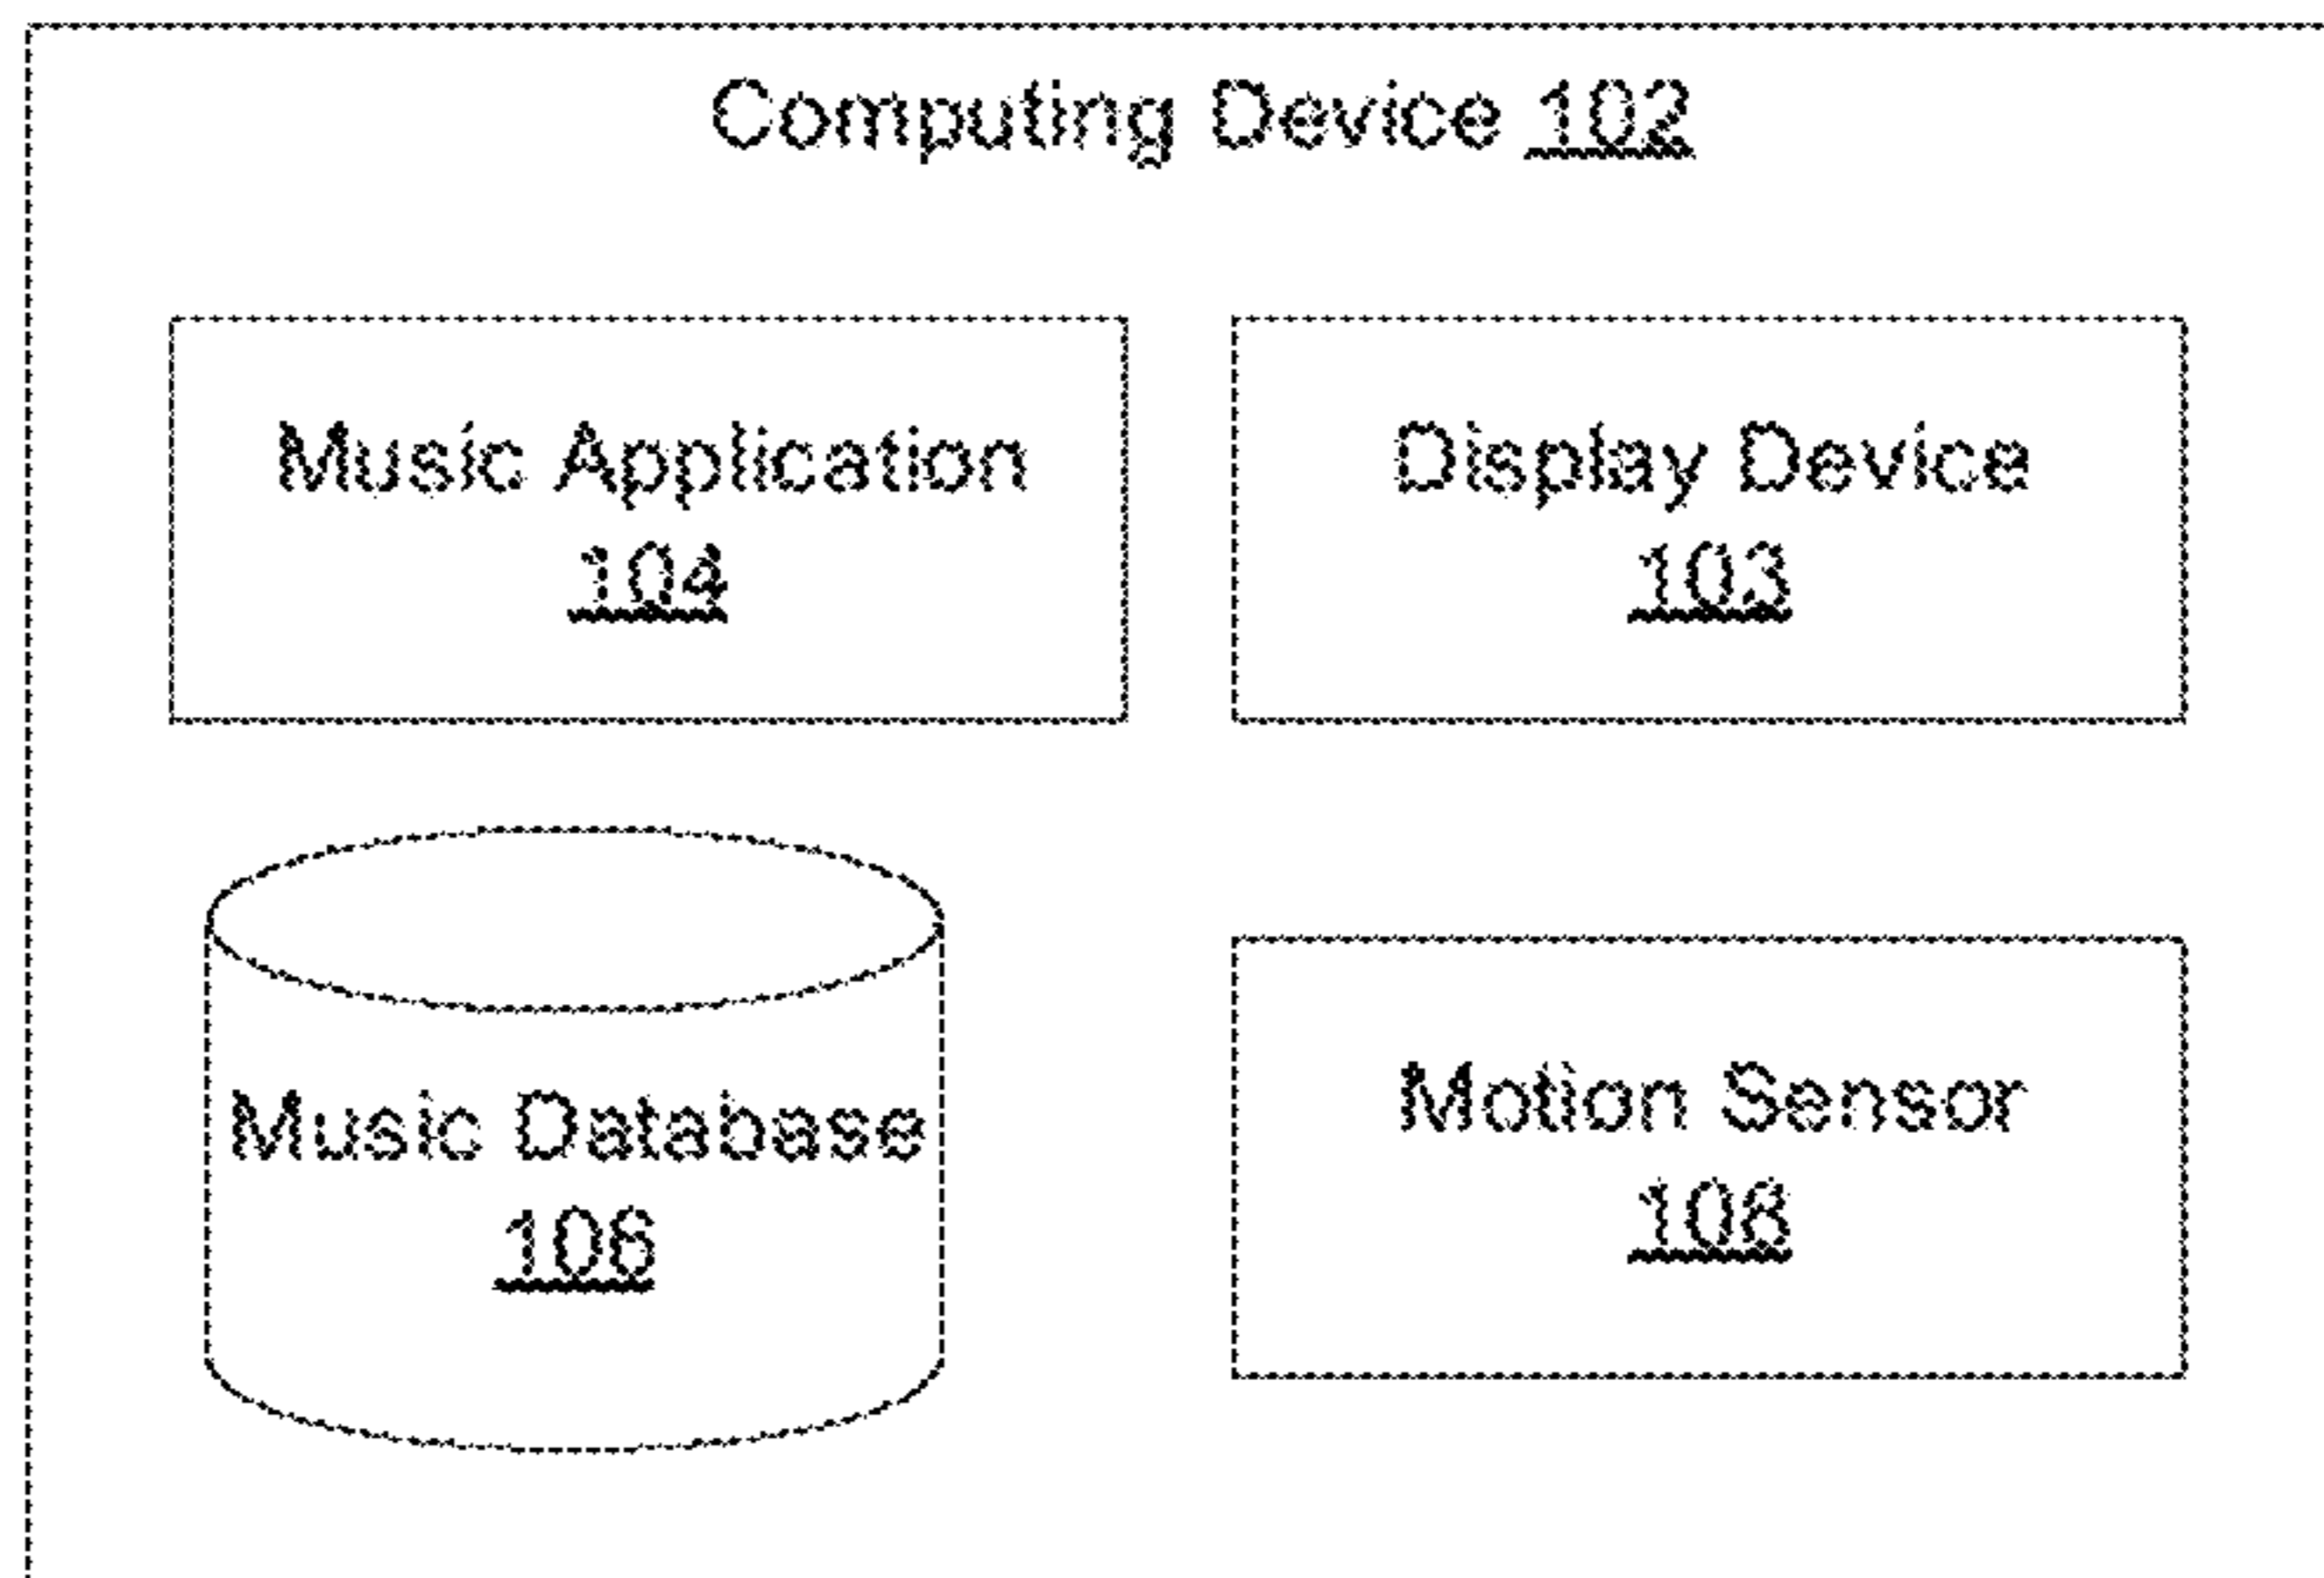 Computing Device 102
Music Application
104
Display Device
103
Music Database
106
Motion Sensor
108